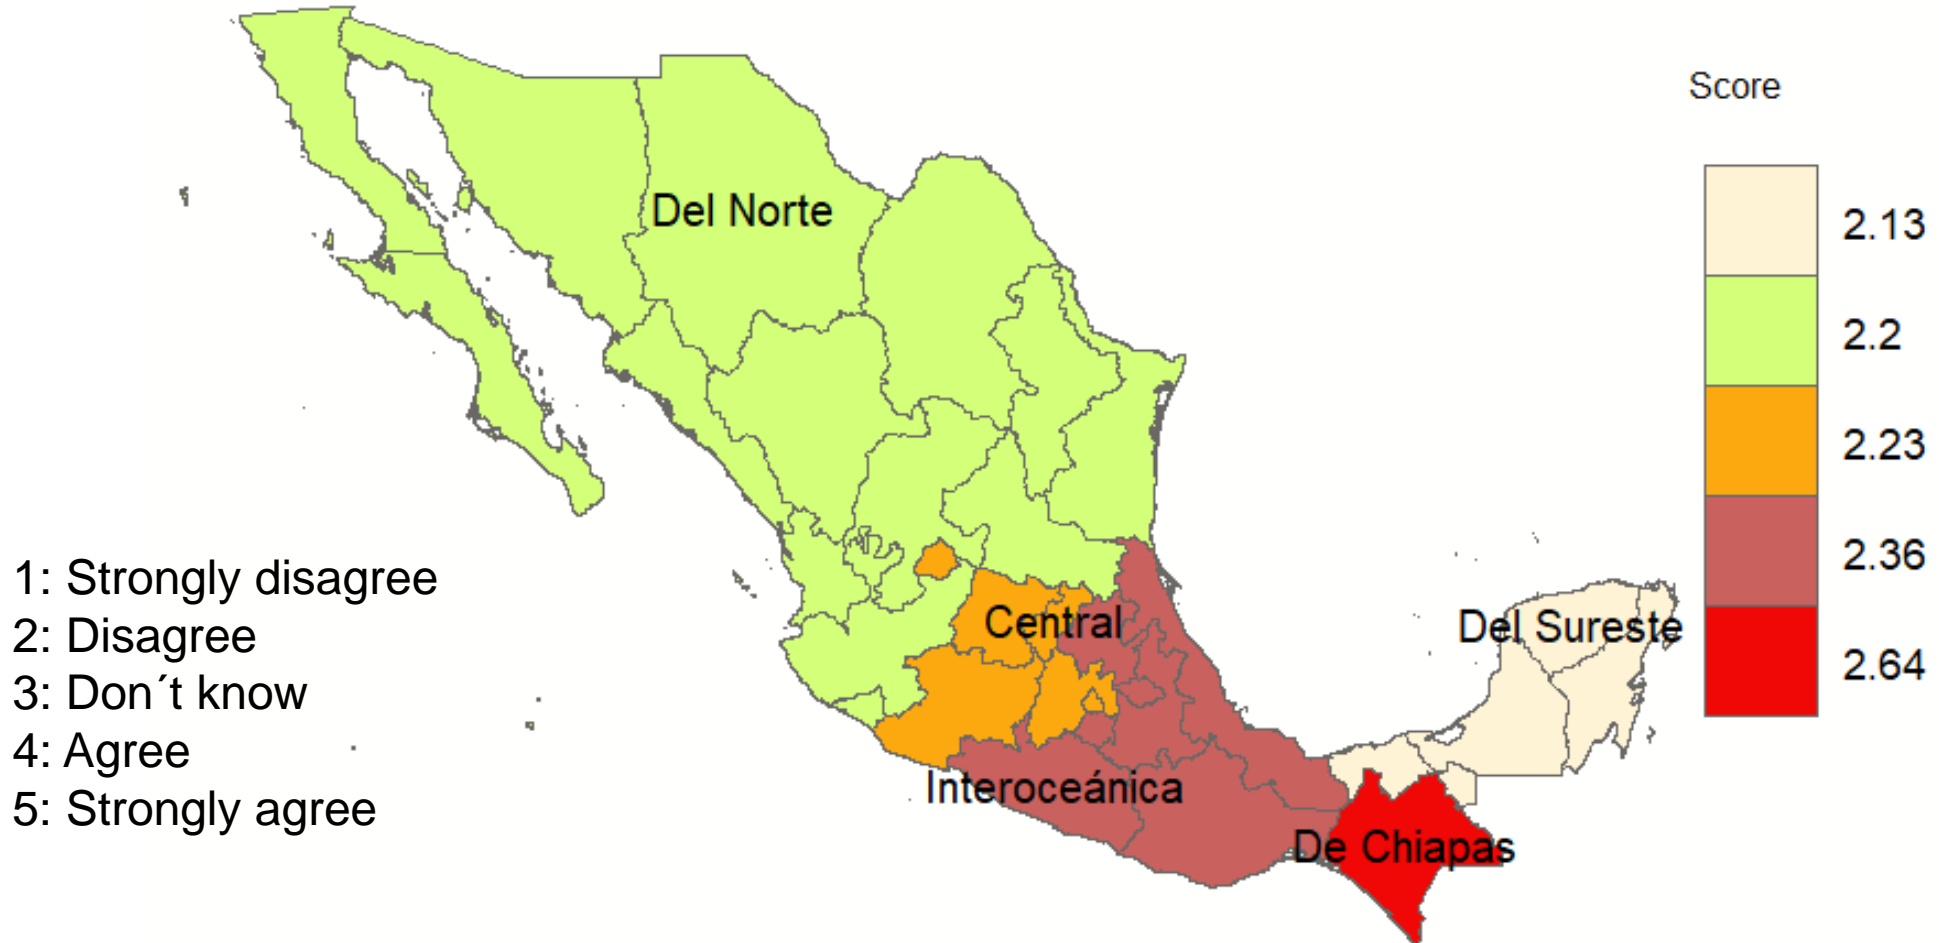 Score
2.13
2.2
2.23
2.36
2.64
Del Norte
Central
Del Sureste
Interoceánica
De Chiapas
1: Strongly disagree
2: Disagree
3: Don´t know
4: Agree
5: Strongly agree